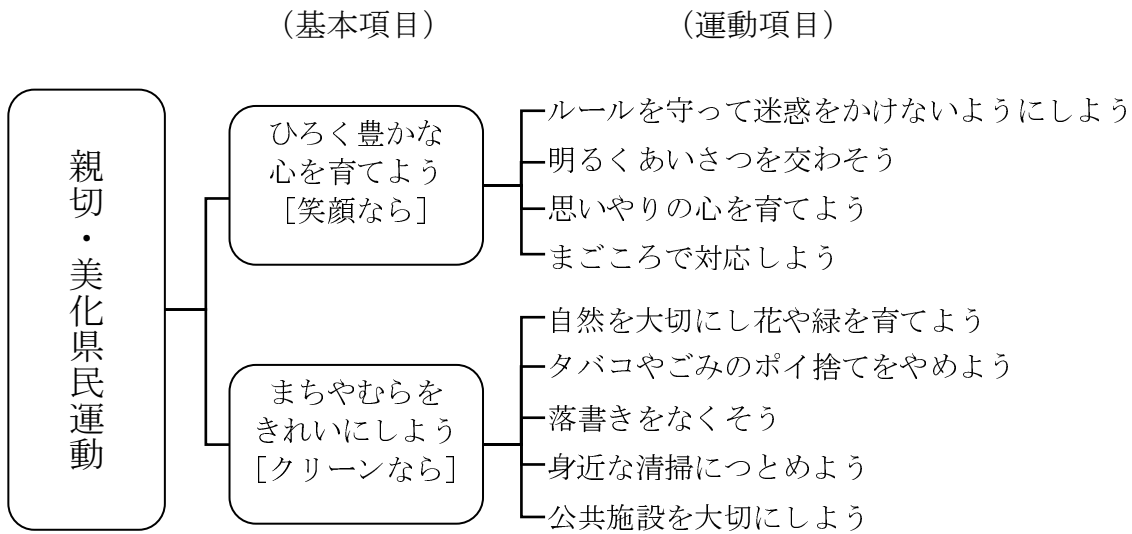 （基本項目）
（運動項目）
親切・美化県民運動
ひろく豊かな
心を育てよう
［笑顔なら］
ルールを守って迷惑をかけないようにしよう
明るくあいさつを交わそう
思いやりの心を育てよう
まごころで対応しよう
まちやむらを
きれいにしよう
［クリーンなら］
自然を大切にし花や緑を育てよう
タバコやごみのポイ捨てをやめよう
落書きをなくそう
身近な清掃につとめよう
公共施設を大切にしよう